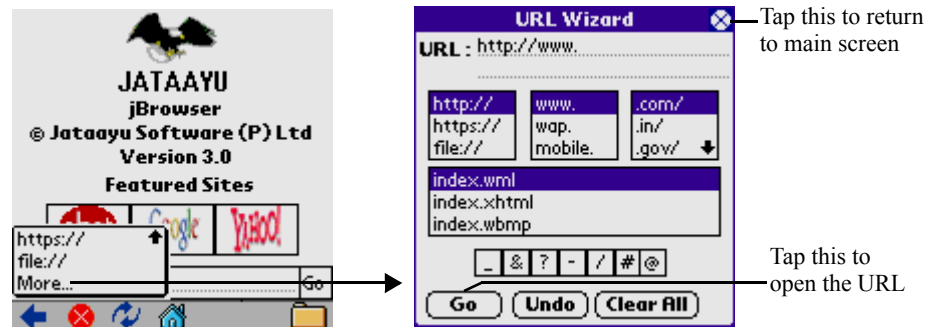 JATAAYU
jBrowser
© Jataayu Software (P) Ltd
Version 3.0
Featured Sites
Google
YAHOO!
https://
file://
More...
Go
URL Wizard
URL : http://www.
http://
https://
file://
www.
wap.
mobile.
.com/
.in/
.gov/
index.wml
index.xhtml
index.wbmp
_ & ? - / # @
Go Undo Clear All
Tap this to return
to main screen
Tap this to
open the URL